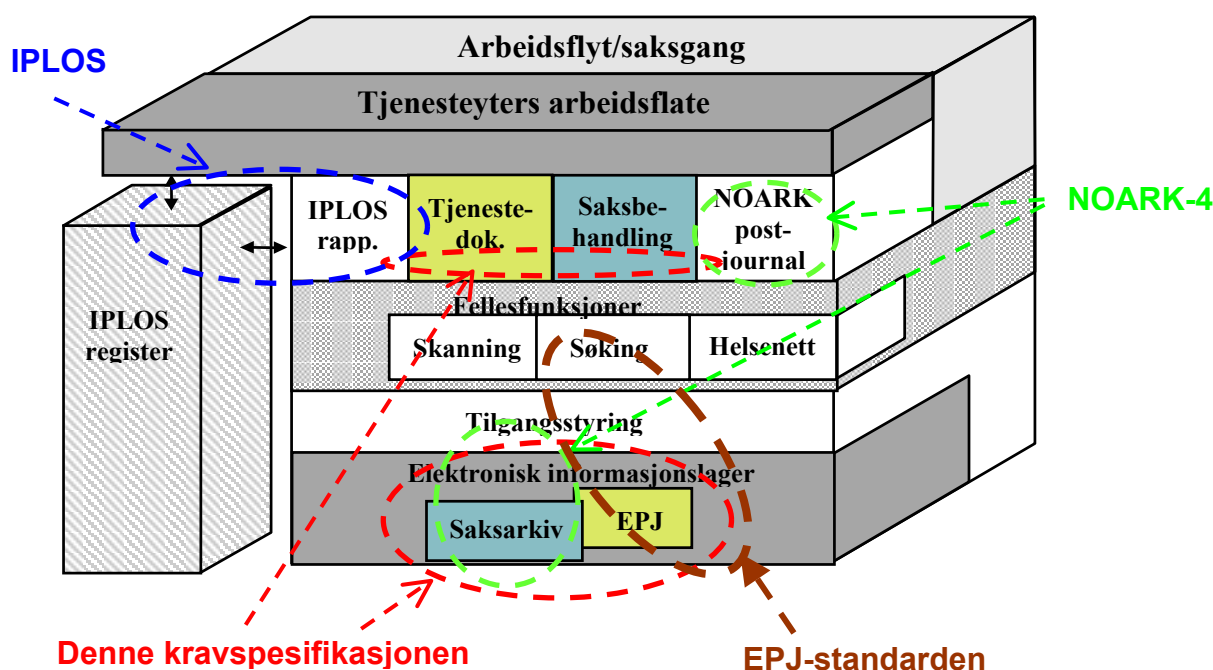 Arbeidsflyt/saksgang
IPLOS
Tjenesteyters arbeidsflate
IPLOS
rapp.
Tjeneste-
dok.
Saksbe-
handling
NOARK
post-
journal
NOARK-4
IPLOS
register
Fellesfunksjoner
Skanning
Søking
Helsenett
Tilgangsstyring
Elektronisk informasjonslager
Saksarkiv
EPJ
Denne kravspesifikasjonen
EPJ-standarden